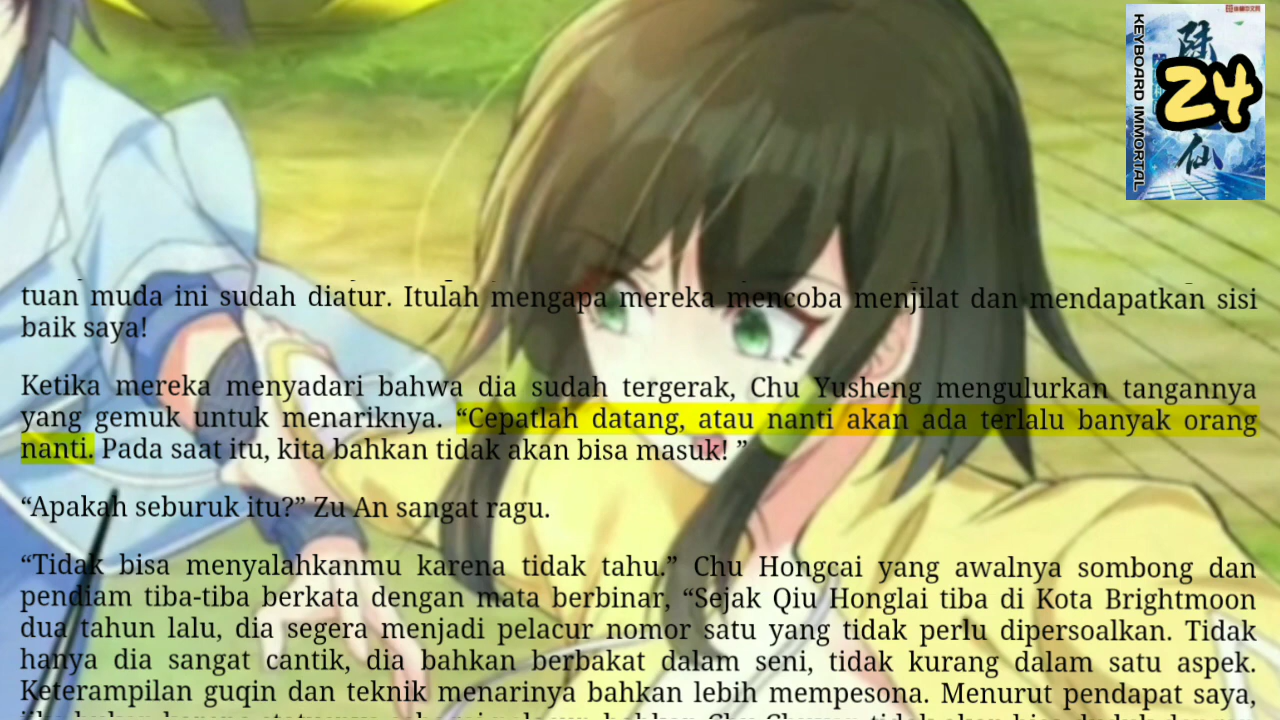 KEYBOARD IMMORTAL
陸
仙
24
tuan muda ini sudah diatur. Itulah mengapa mereka mencoba menjilat dan mendapatkan sisi
baik saya!
Ketika mereka menyadari bahwa dia sudah tergerak, Chu Yusheng mengulurkan tangannya
yang gemuk untuk menariknya. “Cepatlah datang, atau nanti akan ada terlalu banyak orang
nanti. Pada saat itu, kita bahkan tidak akan bisa masuk! ”
“Apakah seburuk itu?” Zu An sangat ragu.
“Tidak bisa menyalahkanmu karena tidak tahu.” Chu Hongcai yang awalnya sombong dan
pendiam tiba-tiba berkata dengan mata berbinar, “Sejak Qiu Honglai tiba di Kota Brightmoon
dua tahun lalu, dia segera menjadi pelacur nomor satu yang tidak perlu dipersoalkan. Tidak
hanya dia sangat cantik, dia bahkan berbakat dalam seni, tidak kurang dalam satu aspek.
Keterampilan guqin dan teknik menarinya bahkan lebih mempesona. Menurut pendapat saya,